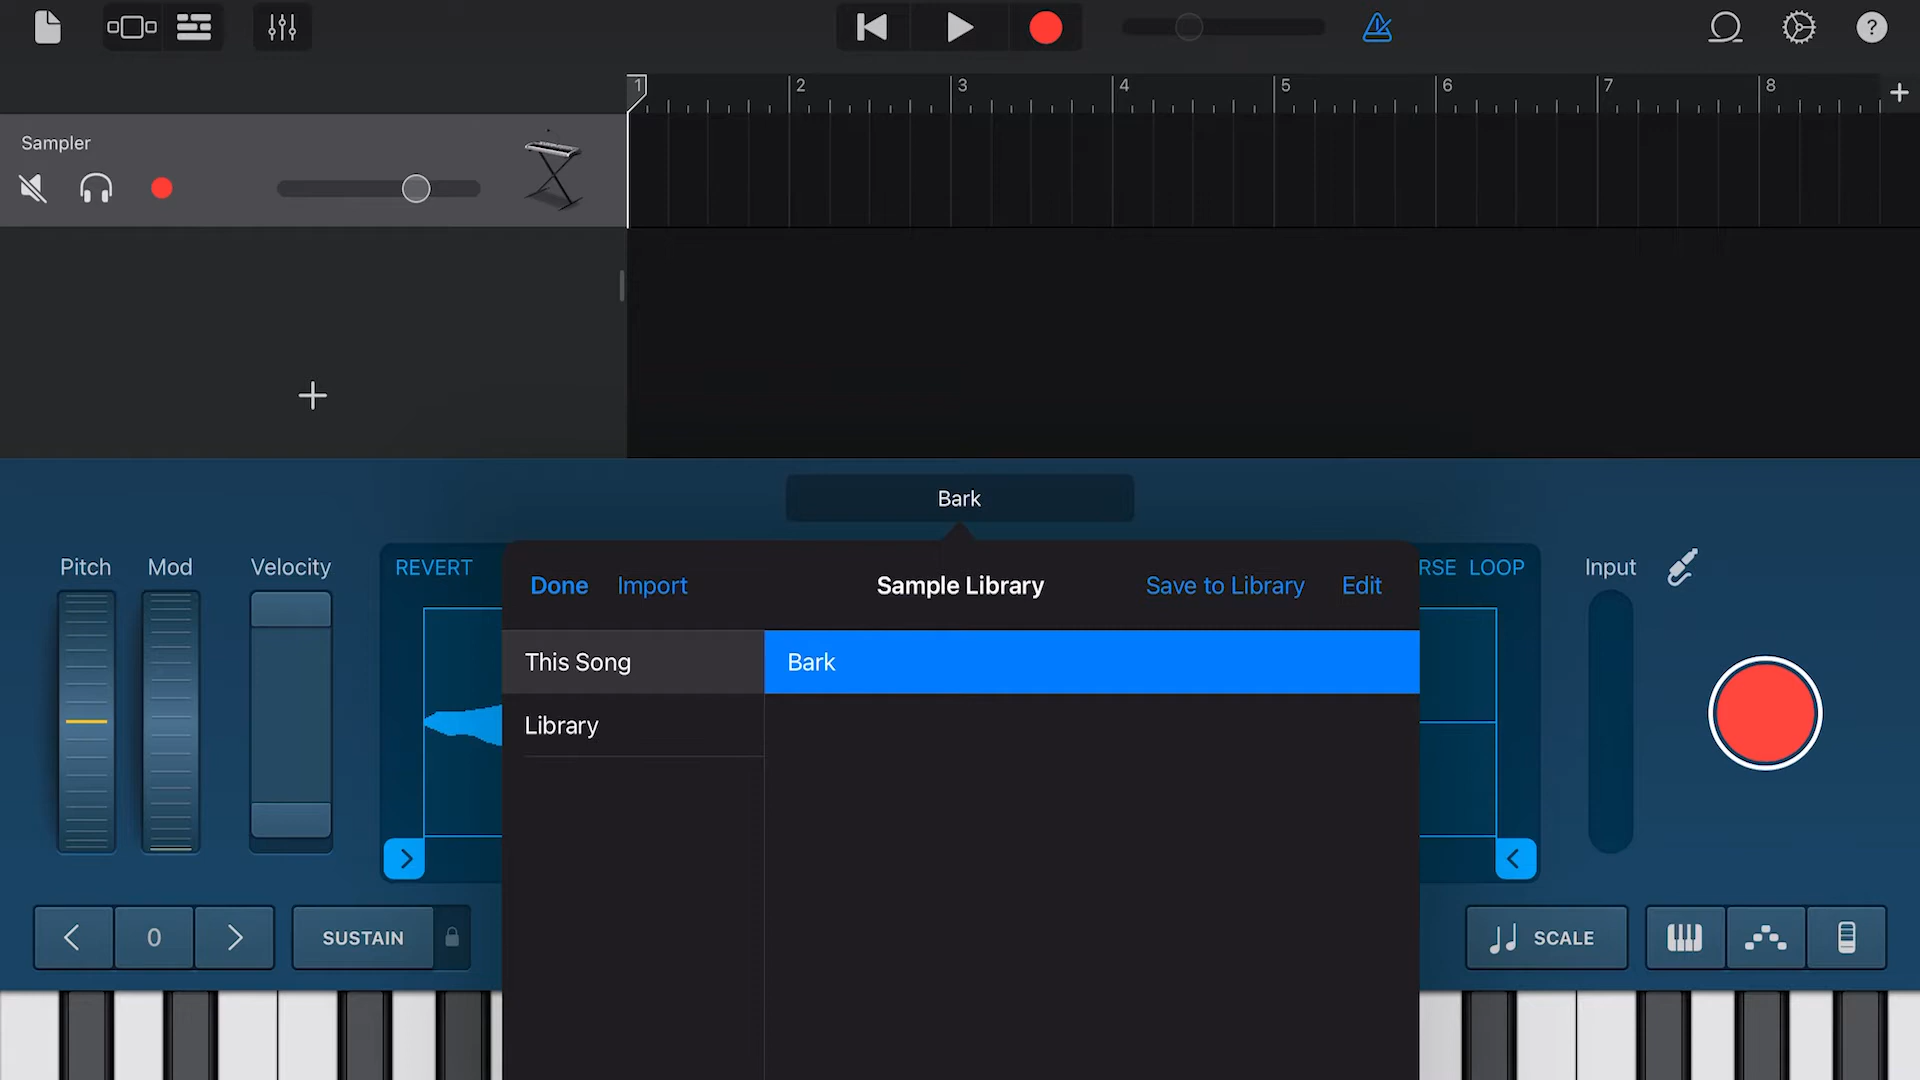 ?
1 2 3 4 5 6 7 8
Sampler
Bark
Pitch Mod Velocity
REVERT
RSE LOOP
Input
Done Import Sample Library Save to Library Edit
This Song
Bark
Library
0
SUSTAIN
SCALE